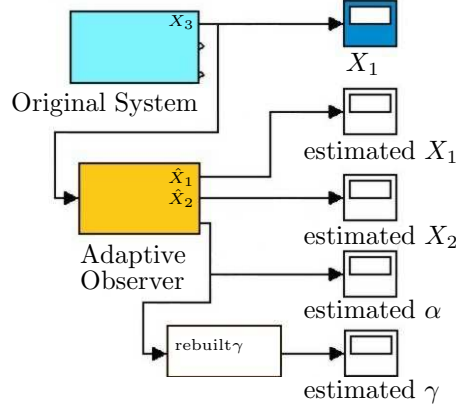 X₃
X₁
Original System
estimated X₁
X̂₁
X̂₂
estimated X₂
Adaptive
Observer
estimated α
rebuiltγ
estimated γ